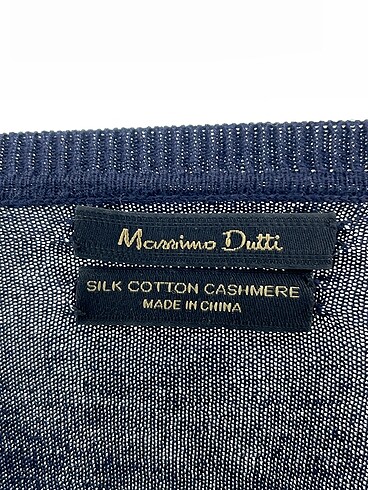 Massimo Dutti
SILK COTTON CASHMERE
MADE IN CHINA